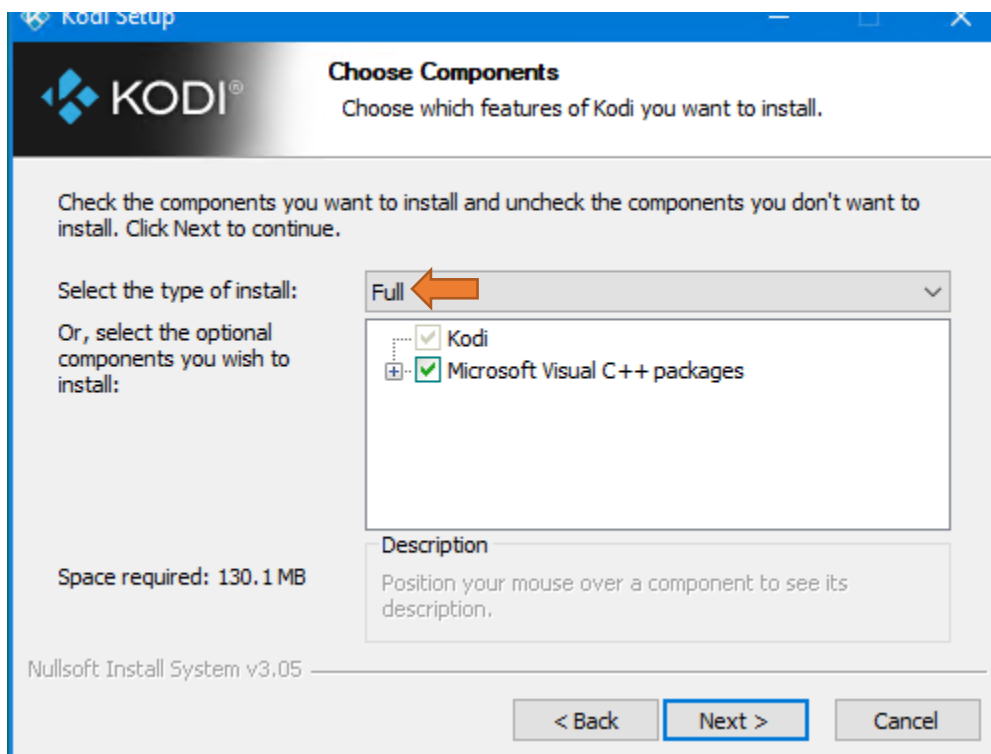 Kodi Setup
KODI®
Choose Components
Choose which features of Kodi you want to install.
Check the components you want to install and uncheck the components you don't want to
install. Click Next to continue.
Select the type of install:
Full
Or, select the optional
components you wish to
install:
Kodi
Microsoft Visual C++ packages
Space required: 130.1 MB
Description
Position your mouse over a component to see its
description.
Nullsoft Install System v3.05
< Back
Next >
Cancel